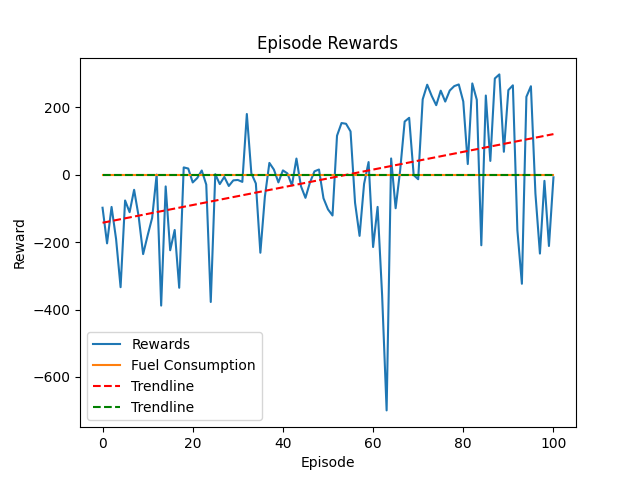 Episode Rewards
Reward
200
0
−200
−400
−600
Rewards
Fuel Consumption
Trendline
Trendline
0 20 40 60 80 100
Episode